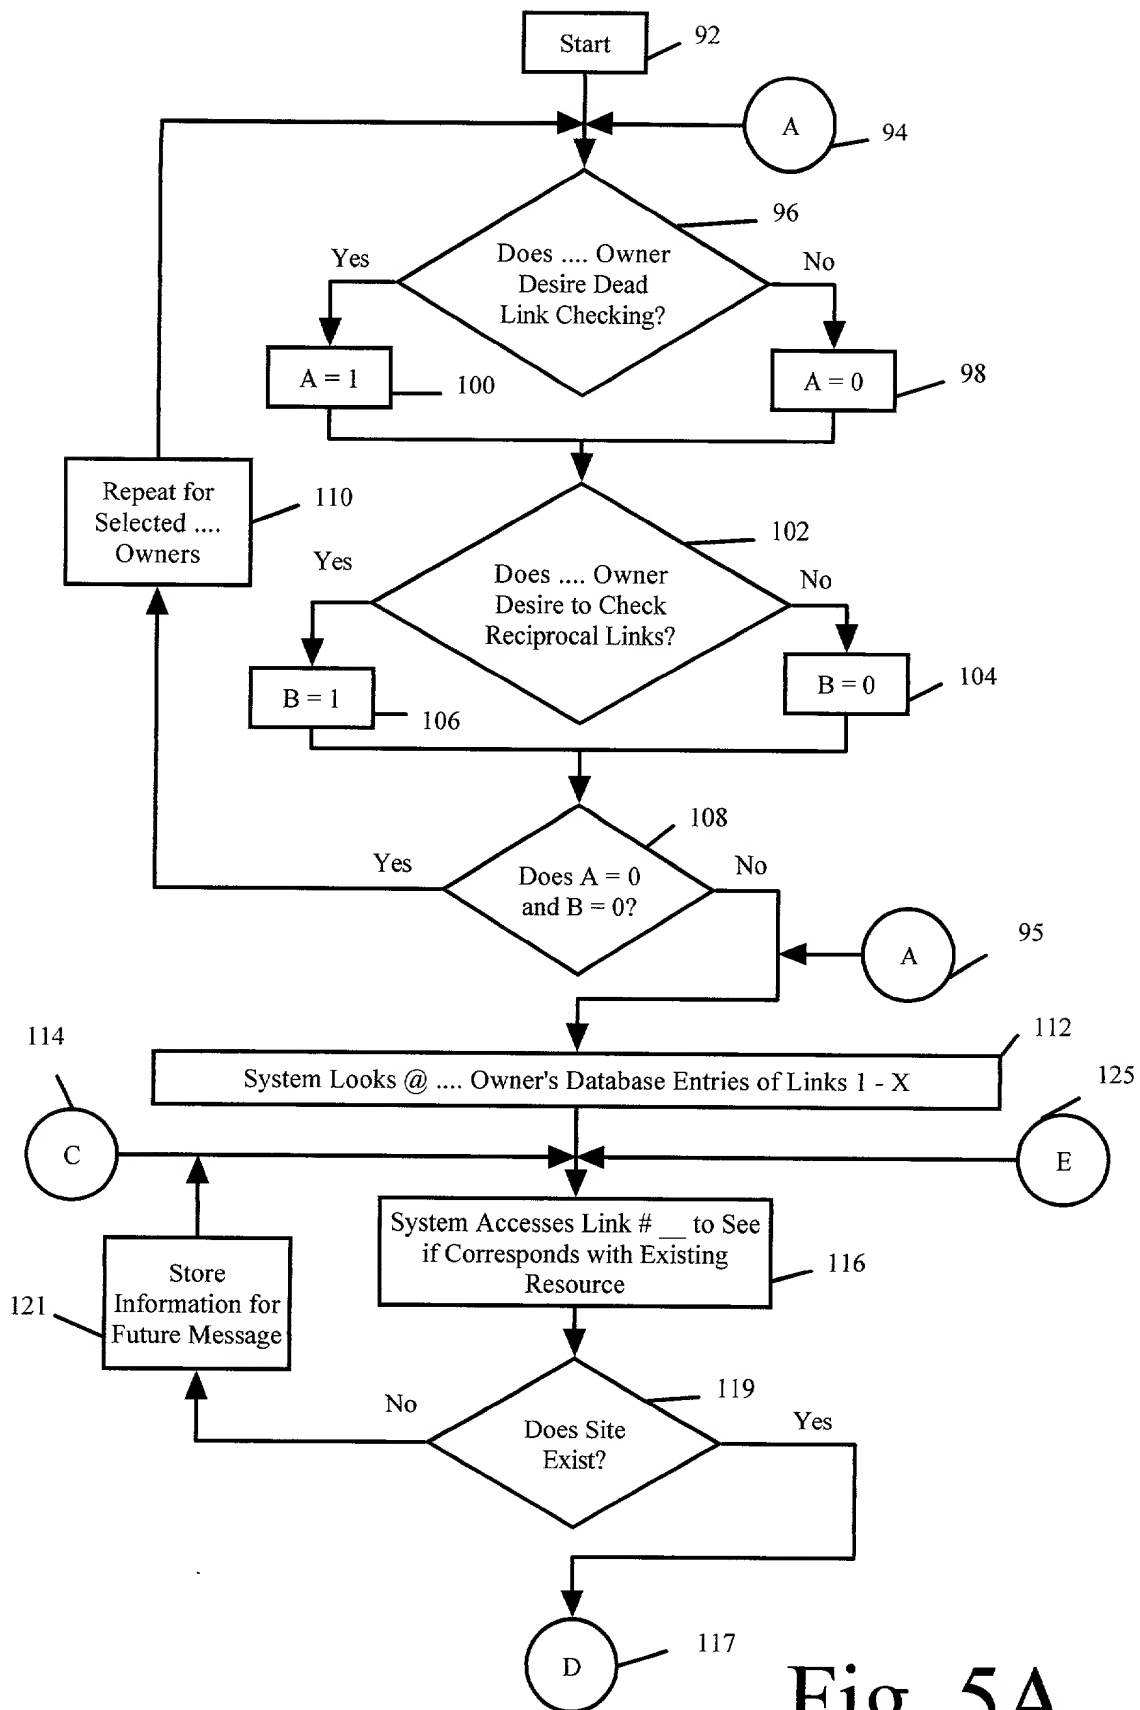 Start
92
A
94
96
Does .... Owner
Desire Dead
Link Checking?
Yes
No
A = 1
100
A = 0
98
Repeat for
Selected ....
Owners
110
102
Does .... Owner
Desire to Check
Reciprocal Links?
Yes
No
B = 1
106
B = 0
104
108
Does A = 0
and B = 0?
Yes
No
A
95
114
112
System Looks @ .... Owner's Database Entries of Links 1 - X
125
C
E
System Accesses Link # __ to See
if Corresponds with Existing
Resource
116
Store
Information for
Future Message
121
119
Does Site
Exist?
No
Yes
D
117
Fig. 5A